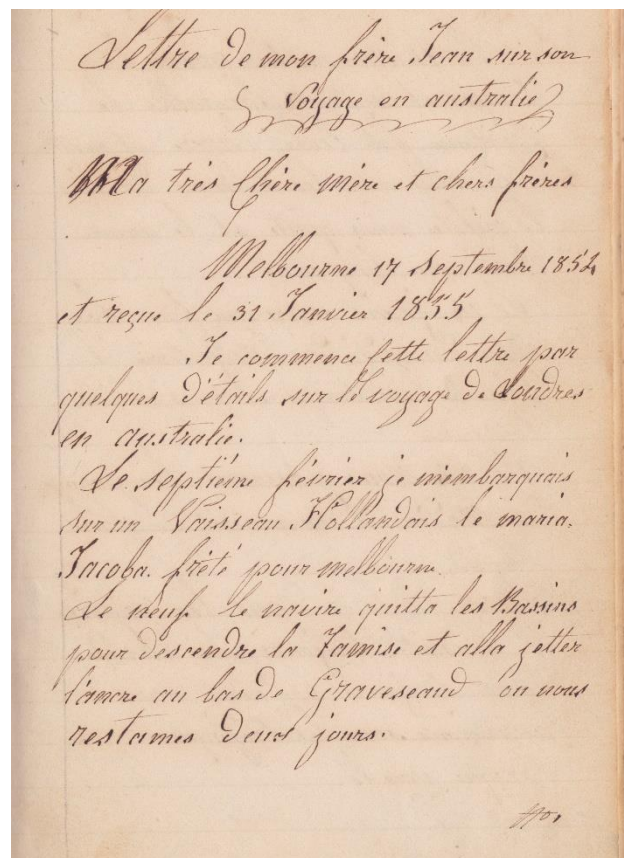 Lettre de mon frère Jean sur son
Voyage en australie
Ma très Chère mère et chers frères
Melbourne 17 Septembre 1854
et reçue le 31 Janvier 1855
Je commence cette lettre par
quelques détails sur le voyage de Londres
en australie.
Le septième février je m'embarquais
sur un Vaisseau Hollandais le maria.
Jacoba. frété pour melbourne
Le neuf le navire quitta les Bassins
pour descendre la Tamise et alla jetter
l'ancre au bas de Graveseand ou nous
restames deux jours.